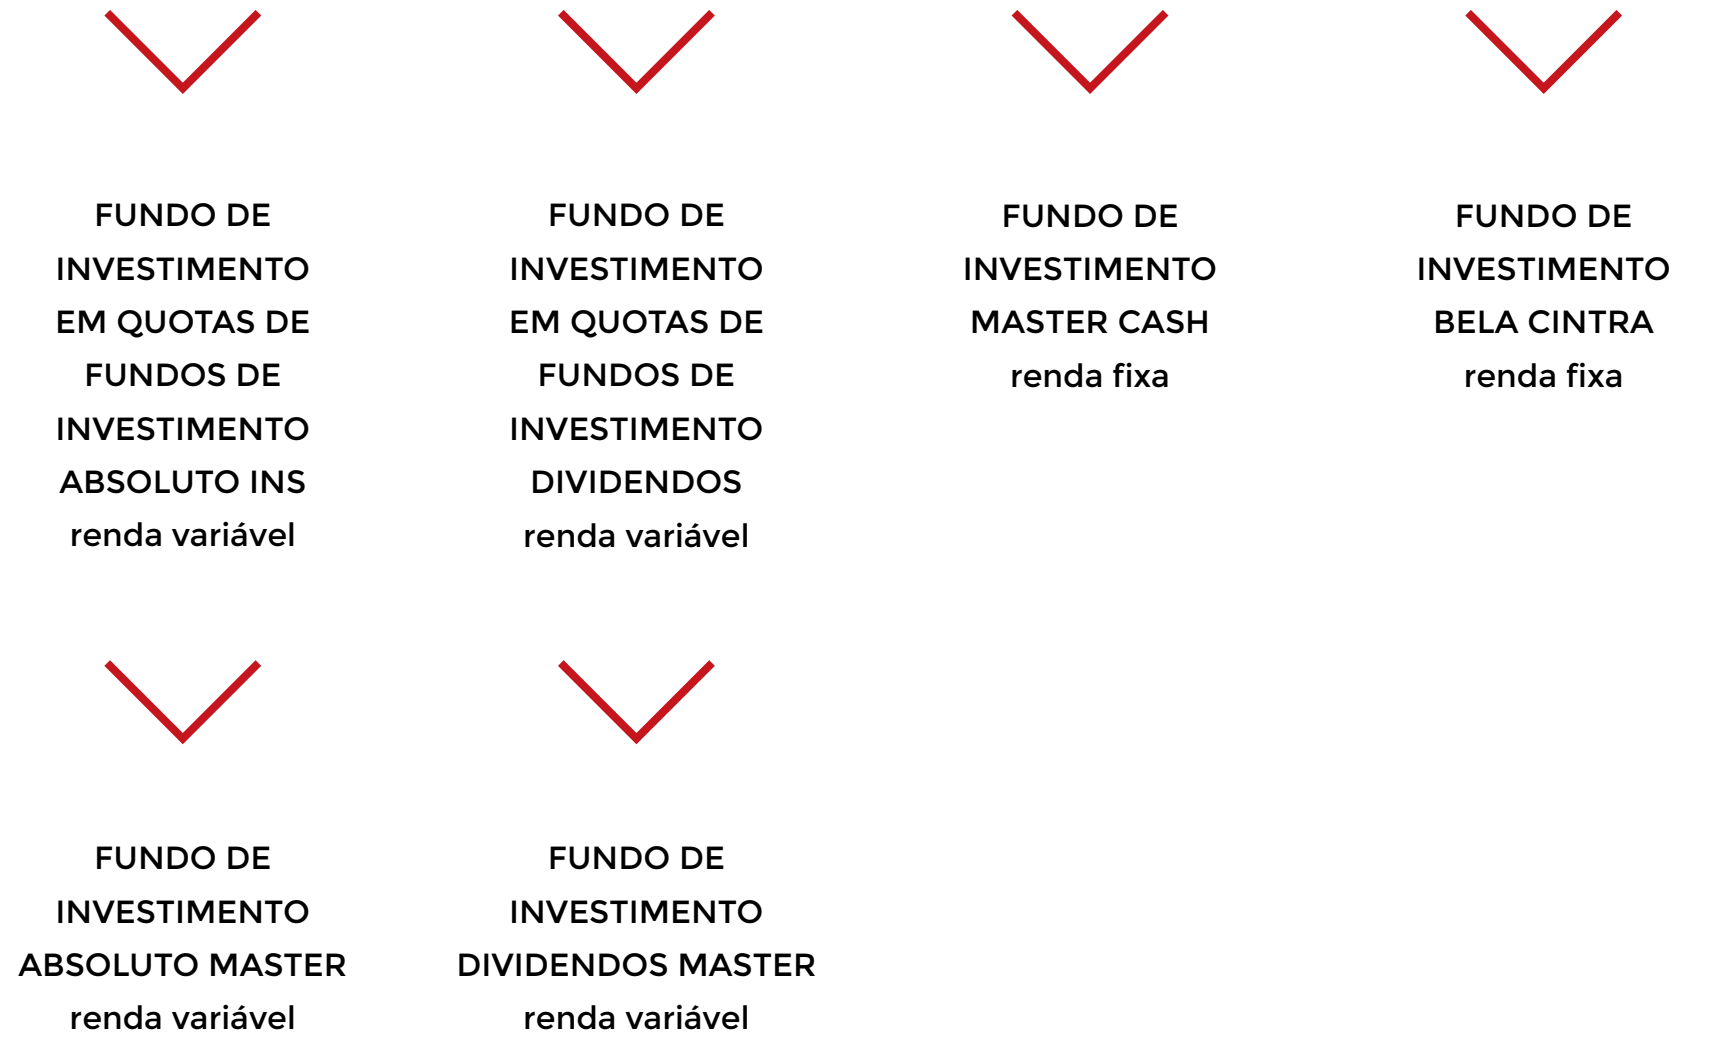 FUNDO DE
INVESTIMENTO
EM QUOTAS DE
FUNDOS DE
INVESTIMENTO
ABSOLUTO INS
renda variável
FUNDO DE
INVESTIMENTO
EM QUOTAS DE
FUNDOS DE
INVESTIMENTO
DIVIDENDOS
renda variável
FUNDO DE
INVESTIMENTO
MASTER CASH
renda fixa
FUNDO DE
INVESTIMENTO
BELA CINTRA
renda fixa
FUNDO DE
INVESTIMENTO
ABSOLUTO MASTER
renda variável
FUNDO DE
INVESTIMENTO
DIVIDENDOS MASTER
renda variável